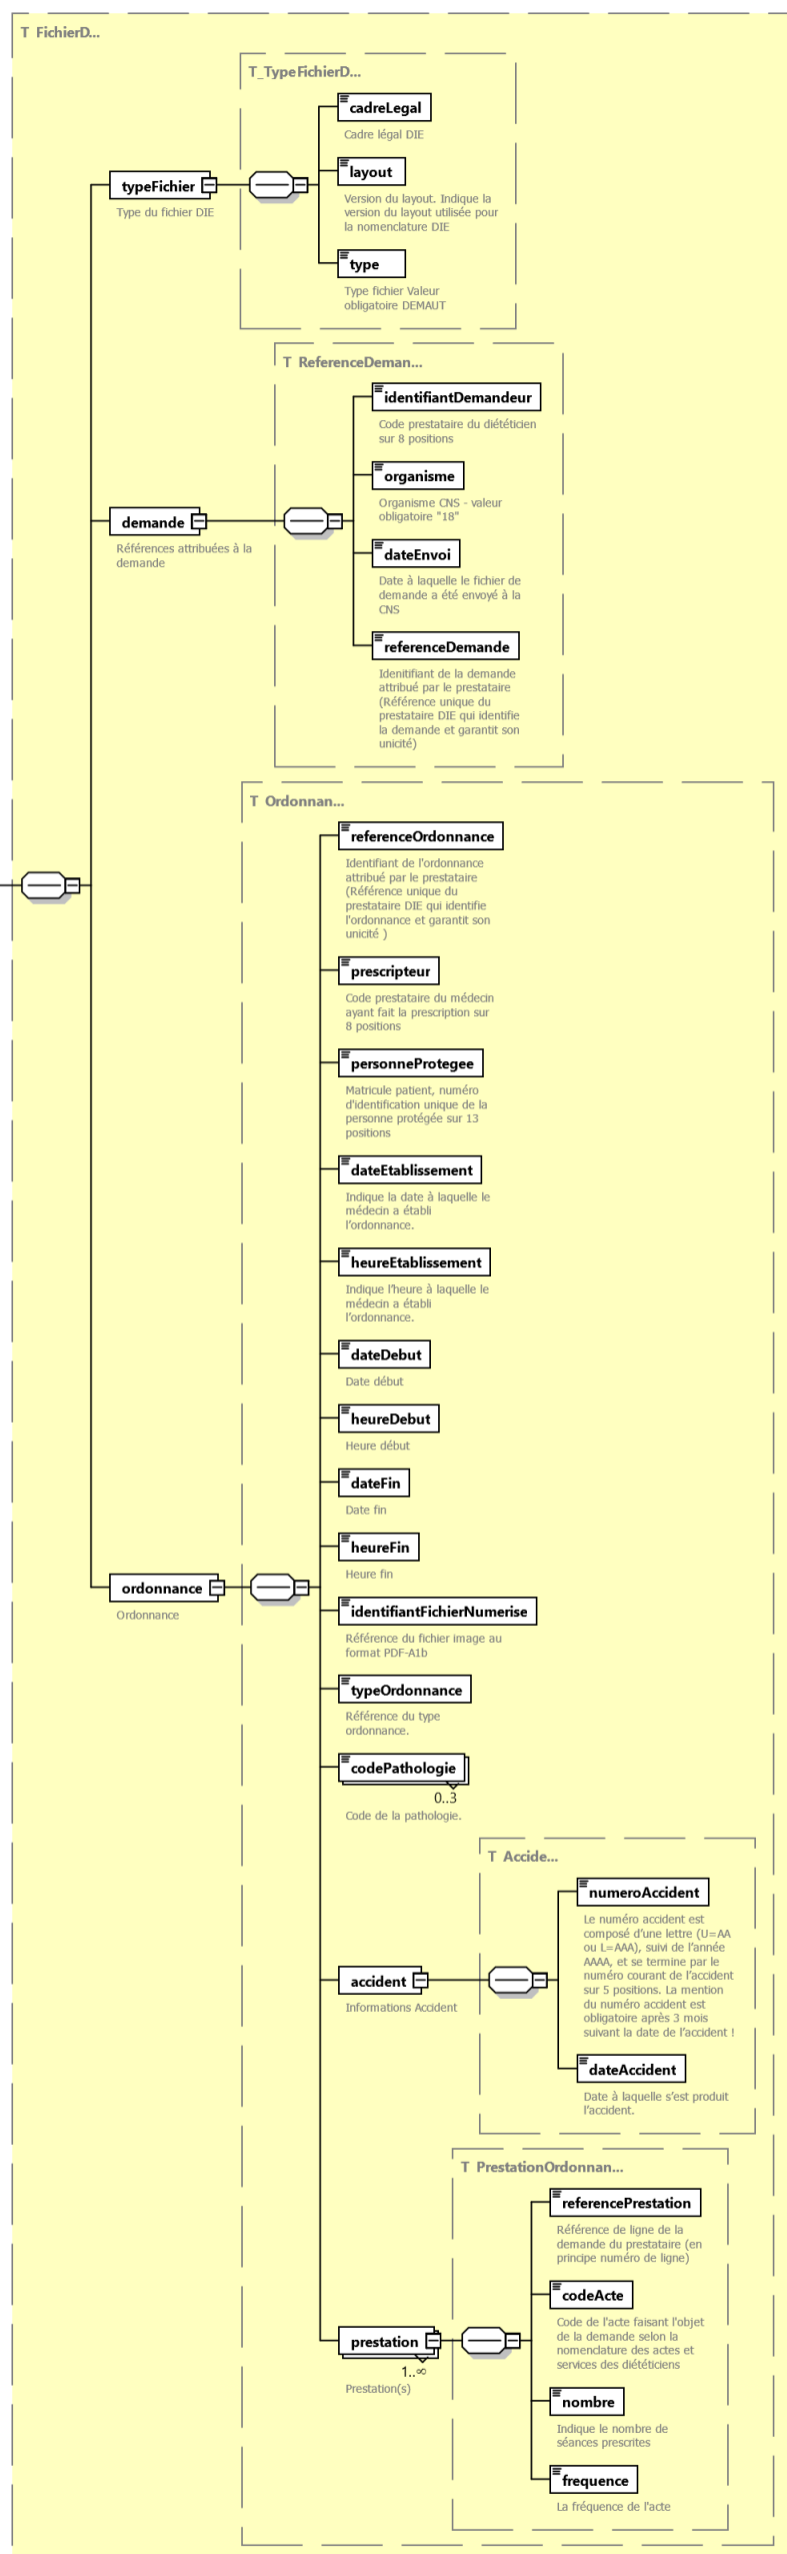 T FichierD...
T_TypeFichierD...
cadreLegal
Cadre légal DIE
layout
Version du layout. Indique la
version du layout utilisée pour
la nomenclature DIE
type
Type fichier Valeur
obligatoire DEMAUT
typeFichier
Type du fichier DIE
T ReferenceDeman...
identifiantDemandeur
Code prestataire du diététicien
sur 8 positions
organisme
Organisme CNS - valeur
obligatoire "18"
dateEnvoi
Date à laquelle le fichier de
demande a été envoyé à la
CNS
referenceDemande
Idenitifiant de la demande
attribué par le prestataire
(Référence unique du
prestataire DIE qui identifie
la demande et garantit son
unicité)
demande
Références attribuées à la
demande
T Ordonnan...
referenceOrdonnance
Identifiant de l'ordonnance
attribué par le prestataire
(Référence unique du
prestataire DIE qui identifie
l'ordonnance et garantit son
unicité )
prescripteur
Code prestataire du médecin
ayant fait la prescription sur
8 positions
personneProtegee
Matricule patient, numéro
d'identification unique de la
personne protégée sur 13
positions
dateEtablissement
Indique la date à laquelle le
médecin a établi
l’ordonnance.
heureEtablissement
Indique l’heure à laquelle le
médecin a établi
l’ordonnance.
dateDebut
Date début
heureDebut
Heure début
dateFin
Date fin
heureFin
Heure fin
ordonnance
Ordonnance
identifiantFichierNumerise
Référence du fichier image au
format PDF-A1b
typeOrdonnance
Référence du type
ordonnance.
codePathologie
0..3
Code de la pathologie.
T Accide...
numeroAccident
Le numéro accident est
composé d’une lettre (U=AA
ou L=AAA), suivi de l’année
AAAA, et se termine par le
numéro courant de l’accident
sur 5 positions. La mention
du numéro accident est
obligatoire après 3 mois
suivant la date de l’accident !
accident
Informations Accident
dateAccident
Date à laquelle s’est produit
l’accident.
T PrestationOrdonnan...
referencePrestation
Référence de ligne de la
demande du prestataire (en
principe numéro de ligne)
codeActe
Code de l'acte faisant l'objet
de la demande selon la
nomenclature des actes et
services des diététiciens
prestation
1..∞
Prestation(s)
nombre
Indique le nombre de
séances prescrites
frequence
La fréquence de l'acte